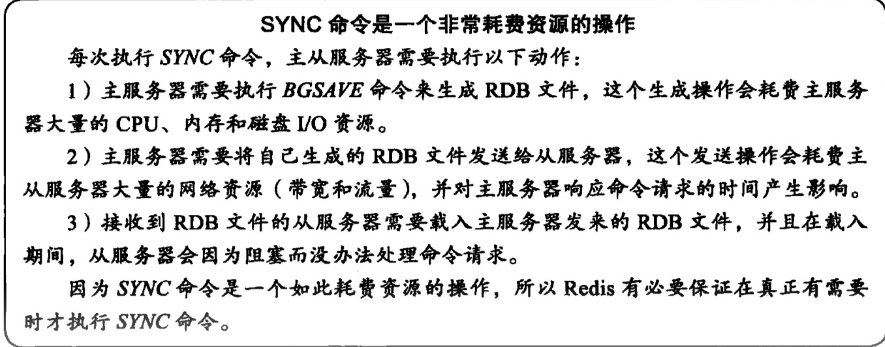 SYNC 命令是一个非常耗费资源的操作
每次执行 SYNC 命令，主从服务器需要执行以下动作：
1）主服务器需要执行 BGSAVE 命令来生成 RDB 文件，这个生成操作会耗费主服务
器大量的 CPU、内存和磁盘 I/O 资源。
2）主服务器需要将自己生成的 RDB 文件发送给从服务器，这个发送操作会耗费主
从服务器大量的网络资源（带宽和流量），并对主服务器响应命令请求的时间产生影响。
3）接收到 RDB 文件的从服务器需要载入主服务器发来的 RDB 文件，并且在载入
期间，从服务器会因为阻塞而没办法处理命令请求。
因为 SYNC 命令是一个如此耗费资源的操作，所以 Redis 有必要保证在真正有需要
时才执行 SYNC 命令。